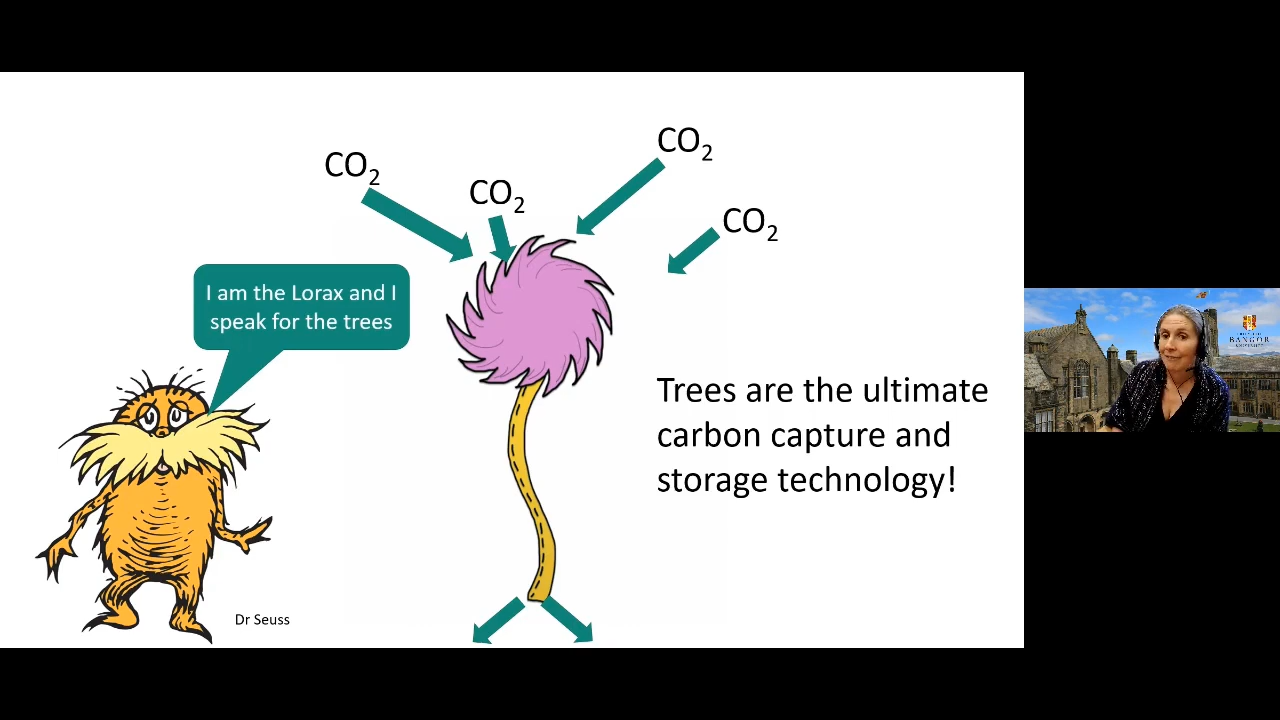 CO2
CO2
CO2
CO2
I am the Lorax and I
speak for the trees
Trees are the ultimate
carbon capture and
storage technology!
Dr Seuss
BANGOR
UNIVERSITY